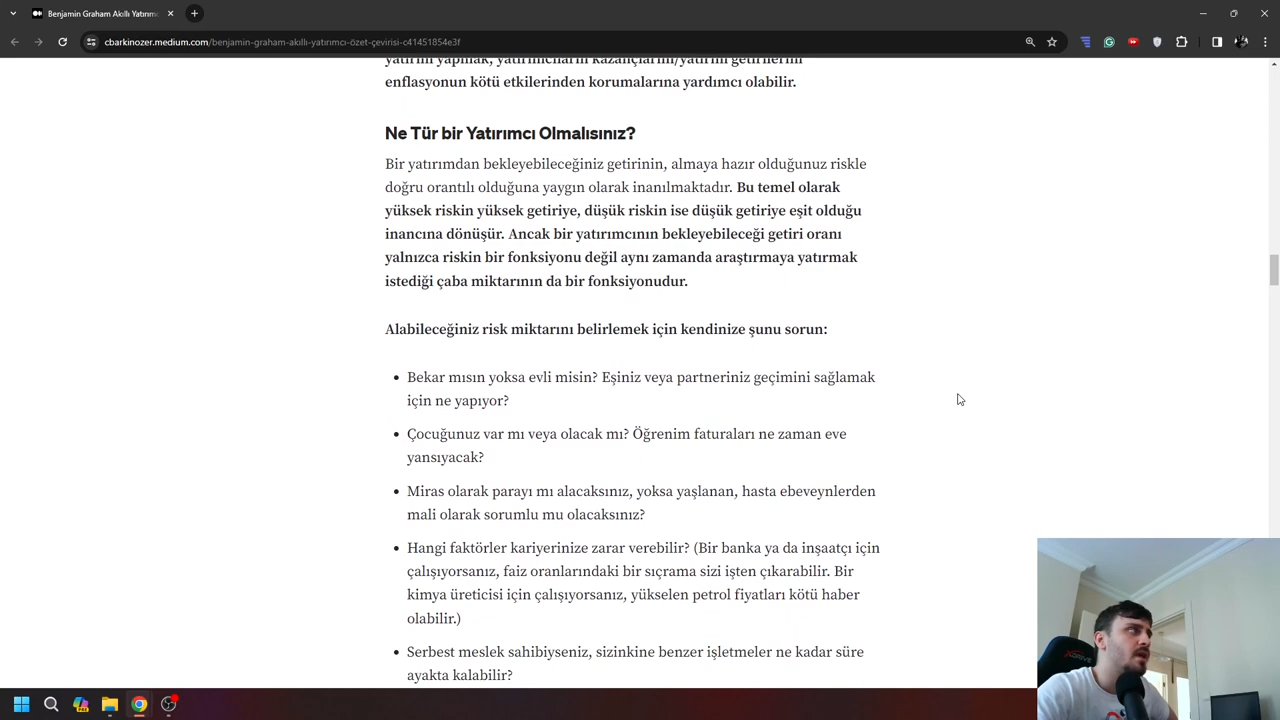 Benjamin Graham Akıllı Yatırımc
cbarkinozer.medium.com/benjamin-graham-akıllı-yatırımcı-özet-çevirisi-c41451854e3f
yatırım yapmak, yatırımcıların kazançlarını/yatırım getirilerini
enflasyonun kötü etkilerinden korumalarına yardımcı olabilir.
Ne Tür bir Yatırımcı Olmalısınız?
Bir yatırımdan bekleyebileceğiniz getirinin, almaya hazır olduğunuz riskle
doğru orantılı olduğuna yaygın olarak inanılmaktadır. Bu temel olarak
yüksek riskin yüksek getiriye, düşük riskin ise düşük getiriye eşit olduğu
inancına dönüşür. Ancak bir yatırımcının bekleyebileceği getiri oranı
yalnızca riskin bir fonksiyonu değil aynı zamanda araştırmaya yatırmak
istediği çaba miktarının da bir fonksiyonudur.
Alabileceğiniz risk miktarını belirlemek için kendinize şunu sorun:
• Bekar mısın yoksa evli misin? Eşiniz veya partneriniz geçimini sağlamak
için ne yapıyor?
• Çocuğunuz var mı veya olacak mı? Öğrenim faturaları ne zaman eve
yansıyacak?
• Miras olarak parayı mı alacaksınız, yoksa yaşlanan, hasta ebeveynlerden
mali olarak sorumlu mu olacaksınız?
• Hangi faktörler kariyerinize zarar verebilir? (Bir banka ya da inşaatçı için
çalışıyorsanız, faiz oranlarındaki bir sıçrama sizi işten çıkarabilir. Bir
kimya üreticisi için çalışıyorsanız, yükselen petrol fiyatları kötü haber
olabilir.)
• Serbest meslek sahibiyseniz, sizinkine benzer işletmeler ne kadar süre
ayakta kalabilir?